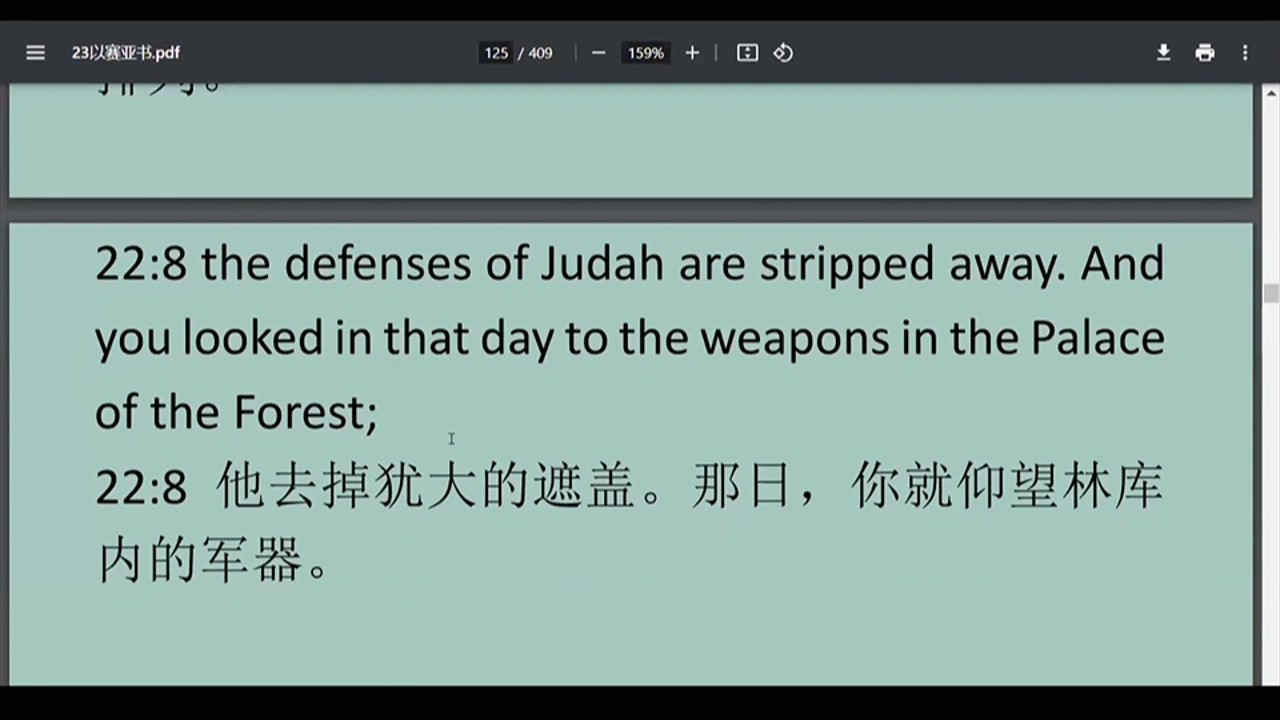 23以赛亚书.pdf
125 / 409
159%
22:8 the defenses of Judah are stripped away. And
you looked in that day to the weapons in the Palace
of the Forest;
22:8 他去掉犹大的遮盖。那日，你就仰望林库
内的军器。